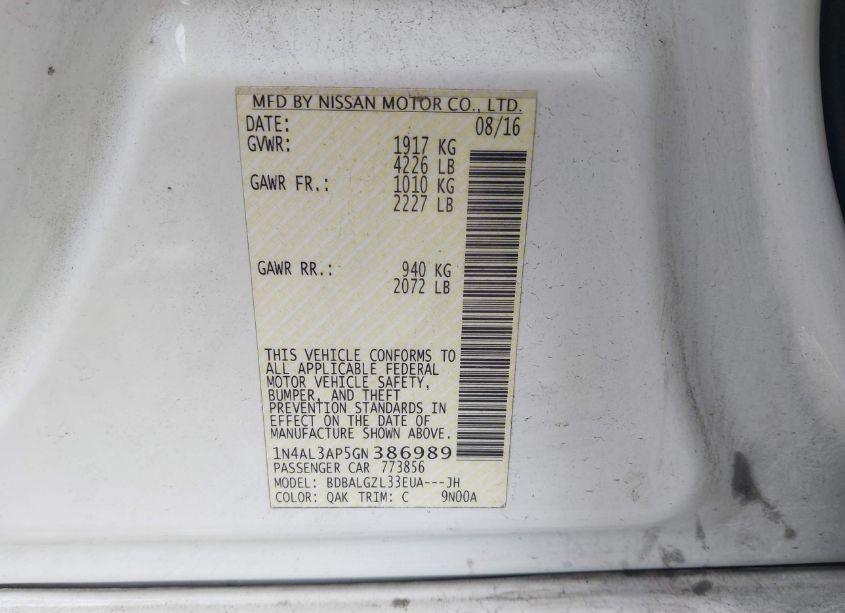 MFD BY NISSAN MOTOR CO., LTD.
DATE: 08/16
GVWR: 1917 KG
4226 LB
GAWR FR.: 1010 KG
2227 LB
GAWR RR.: 940 KG
2072 LB
THIS VEHICLE CONFORMS TO
ALL APPLICABLE FEDERAL
MOTOR VEHICLE SAFETY,
BUMPER, AND THEFT
PREVENTION STANDARDS IN
EFFECT ON THE DATE OF
MANUFACTURE SHOWN ABOVE.
1N4AL3AP5GN386989
PASSENGER CAR 773856
MODEL: BDBALGZL33EUA---JH
COLOR: QAK TRIM: C 9N00A